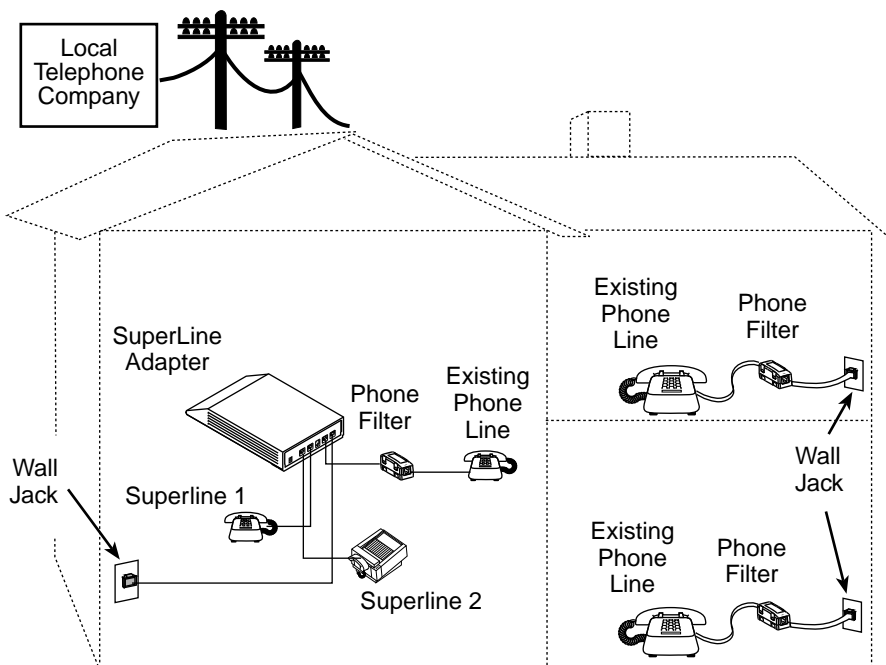 Local
Telephone
Company
SuperLine
Adapter
Phone
Filter
Existing
Phone
Line
Wall
Jack
Superline 1
Superline 2
Existing
Phone
Line
Phone
Filter
Wall
Jack
Existing
Phone
Line
Phone
Filter